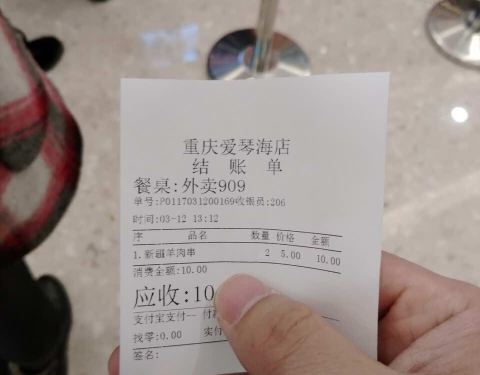 重庆爱琴海店
结 账 单
餐桌:外卖909
单号:P0117031200169收银员:206
时间:03-12 13:12
序 品名 数量 价格 金额
1.新疆羊肉串 2 5.00 10.00
消费金额:10.00
应收:10
支付宝支付-- 付
找零:0.00 实
签名: